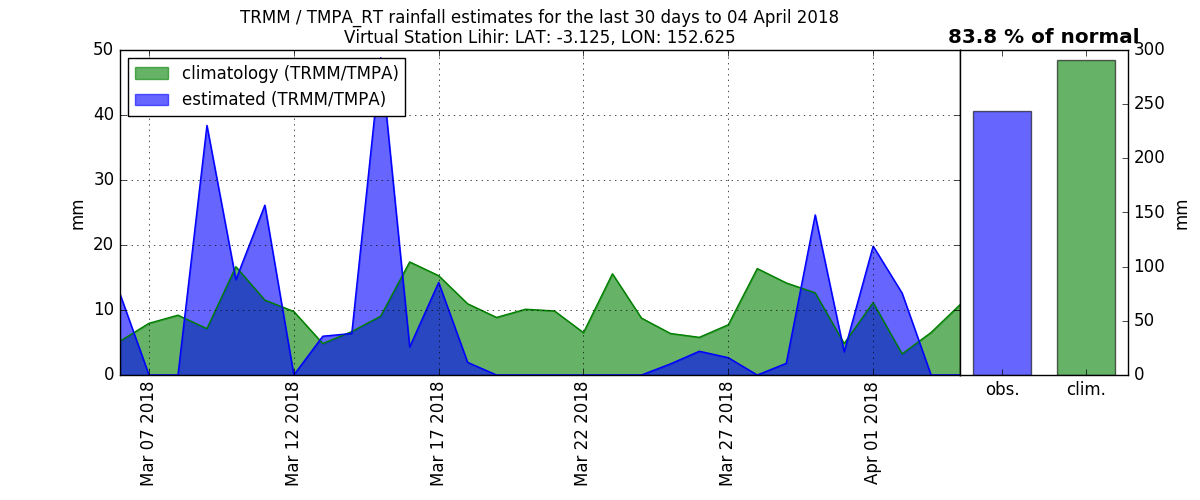 TRMM / TMPA_RT rainfall estimates for the last 30 days to 04 April 2018
Virtual Station Lihir: LAT: -3.125, LON: 152.625
83.8 % of normal
climatology (TRMM/TMPA)
estimated (TRMM/TMPA)
50
40
30
20
10
0
mm
Mar 07 2018
Mar 12 2018
Mar 17 2018
Mar 22 2018
Mar 27 2018
Apr 01 2018
300
250
200
150
100
50
0
mm
obs.
clim.